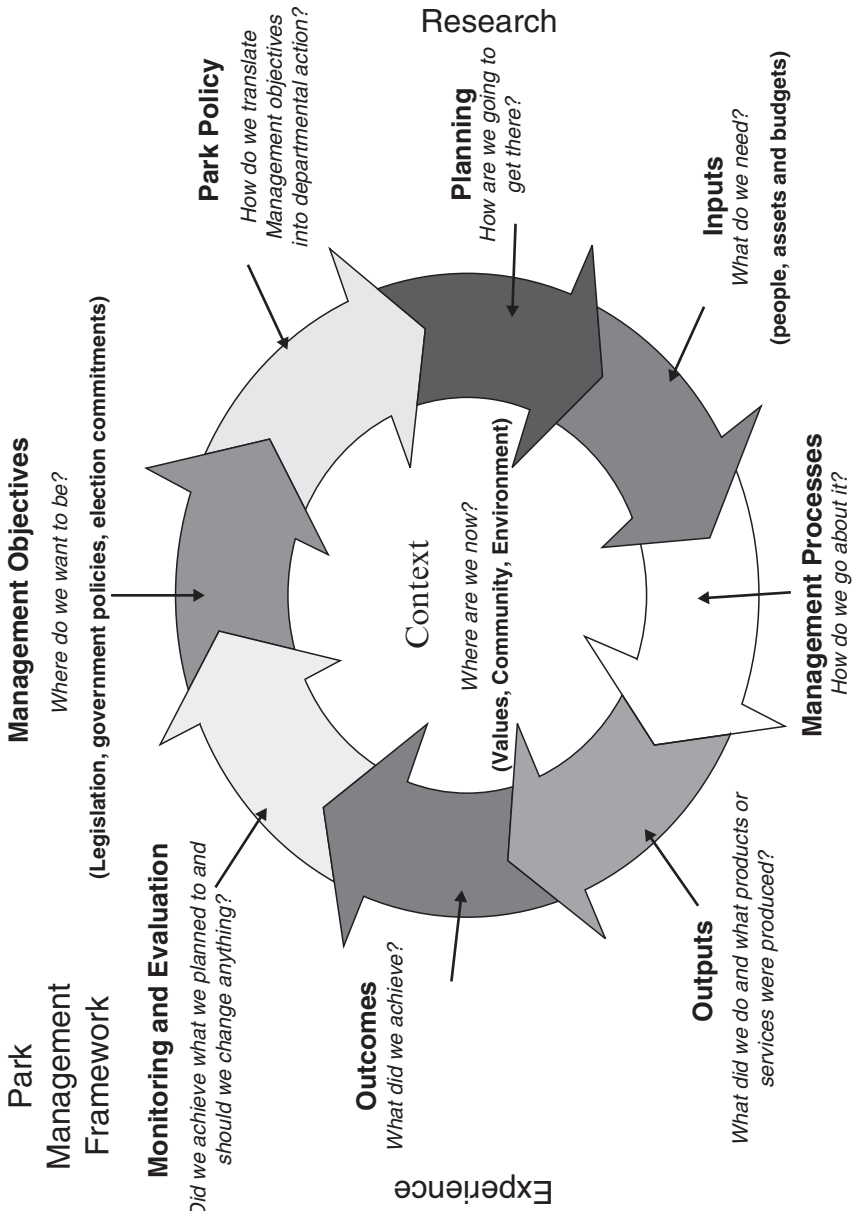 Park
Management
Framework
Management Objectives
Where do we want to be?
(Legislation, government policies, election commitments)
Park Policy
How do we translate
Management objectives
into departmental action?
Research
Planning
How are we going to
get there?
Inputs
What do we need?
(people, assets and budgets)
Management Processes
How do we go about it?
Outputs
What did we do and what products or
services were produced?
Outcomes
What did we achieve?
Monitoring and Evaluation
Did we achieve what we planned to and
should we change anything?
Experience
Context
Where are we now?
(Values, Community, Environment)